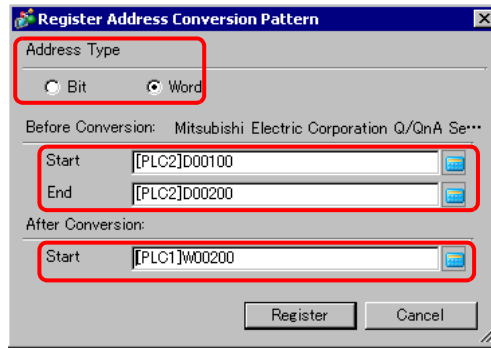 Register Address Conversion Pattern
Address Type
Bit Word
Before Conversion: Mitsubishi Electric Corporation Q/QnA Se···
Start [PLC2]D00100
End [PLC2]D00200
After Conversion:
Start [PLC1]W00200
Register Cancel